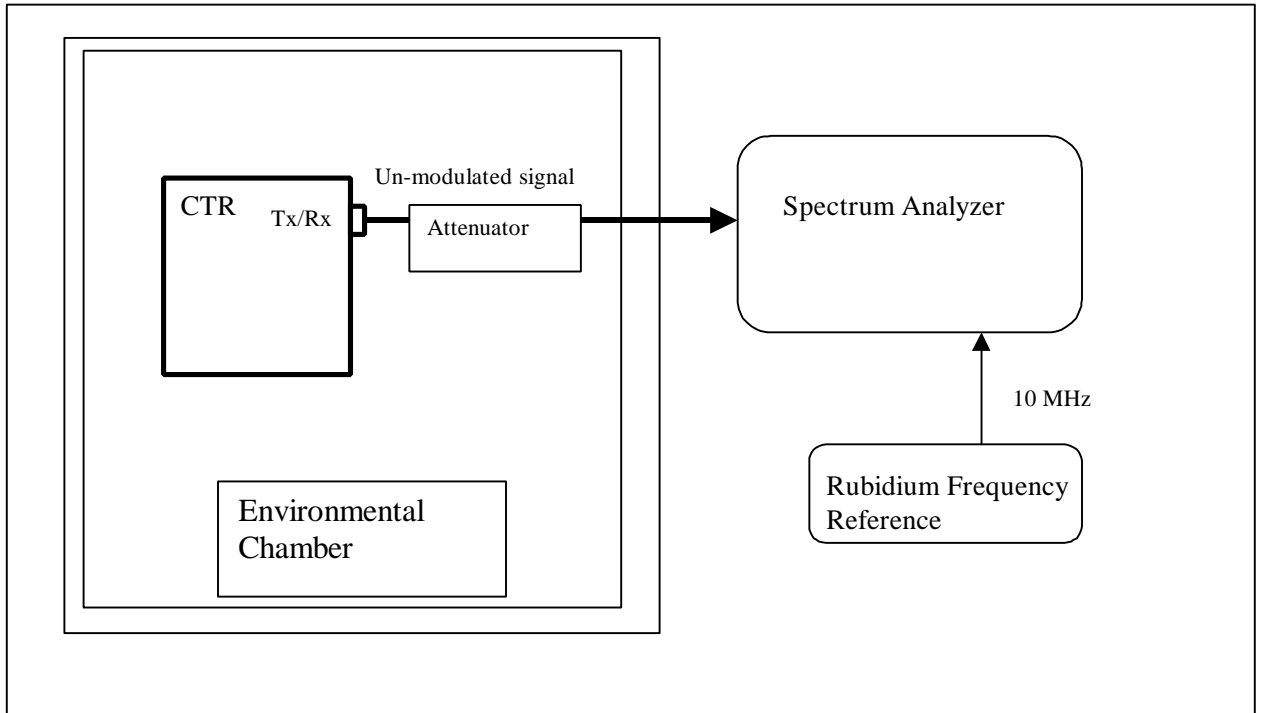 Un-modulated signal
CTR
Tx/Rx
Attenuator
Spectrum Analyzer
10 MHz
Rubidium Frequency
Reference
Environmental
Chamber